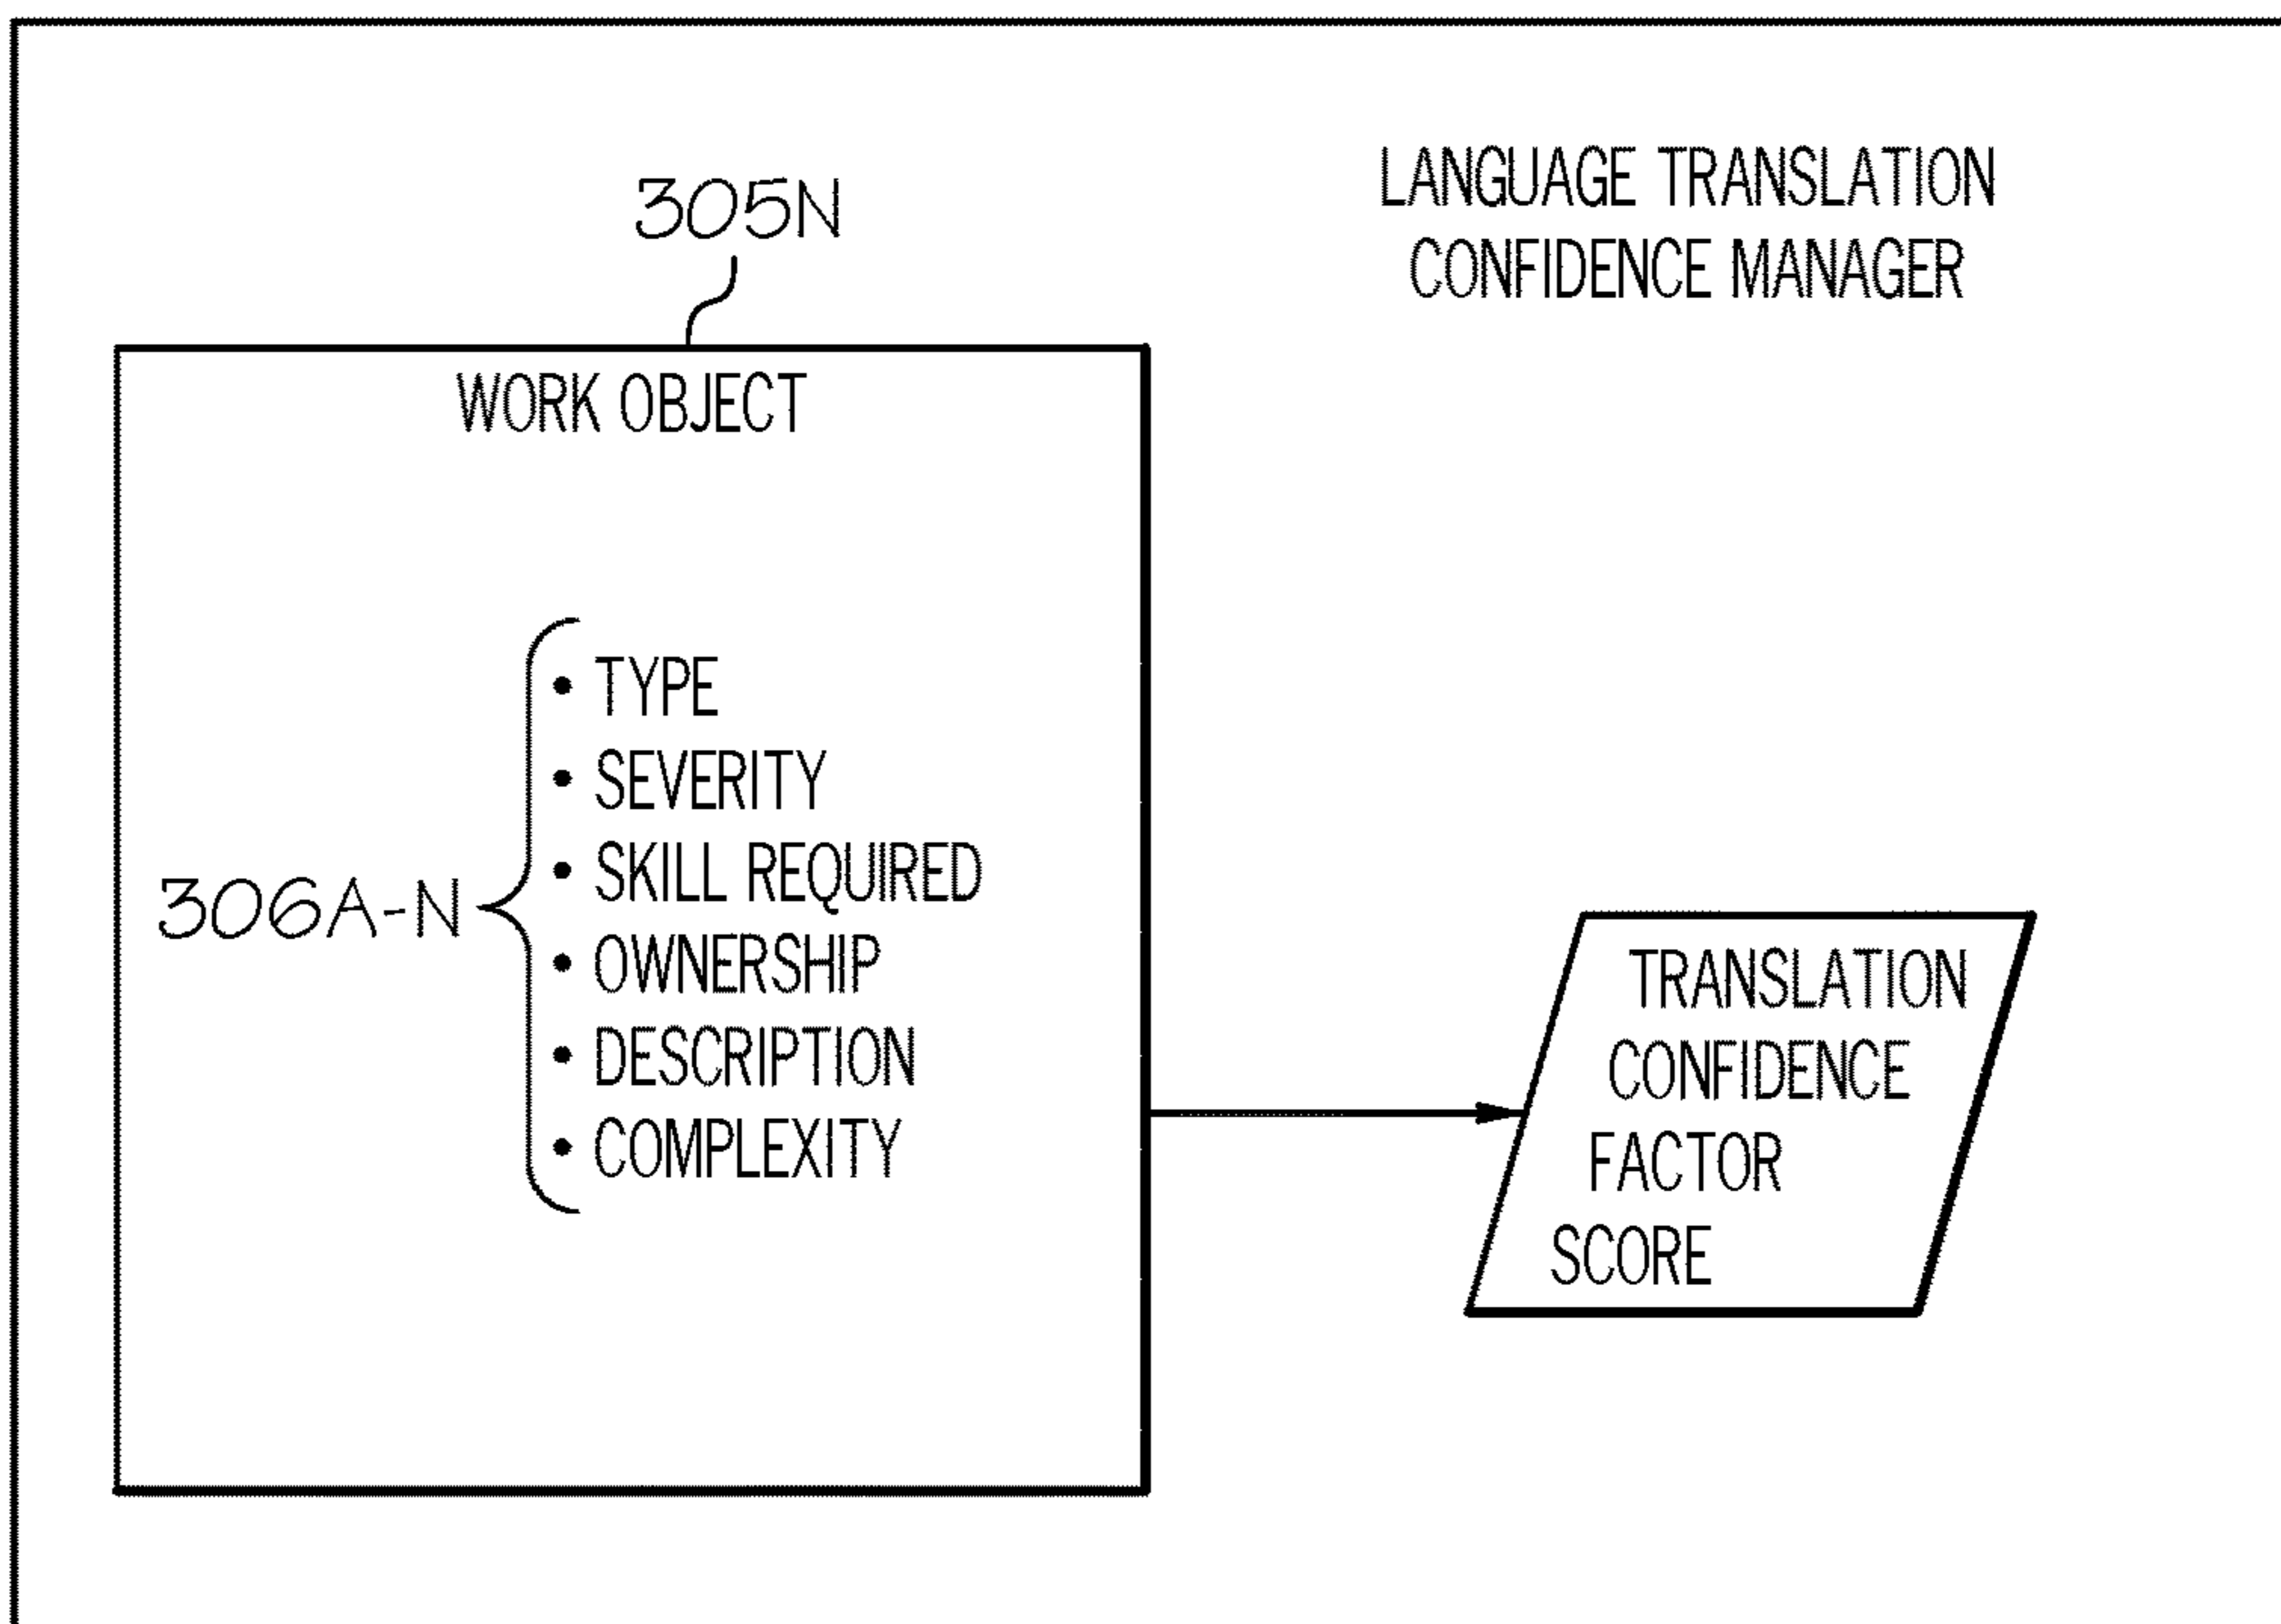 LANGUAGE TRANSLATION
CONFIDENCE MANAGER
305N
WORK OBJECT
306A-N
• TYPE
• SEVERITY
• SKILL REQUIRED
• OWNERSHIP
• DESCRIPTION
• COMPLEXITY
TRANSLATION
CONFIDENCE
FACTOR
SCORE